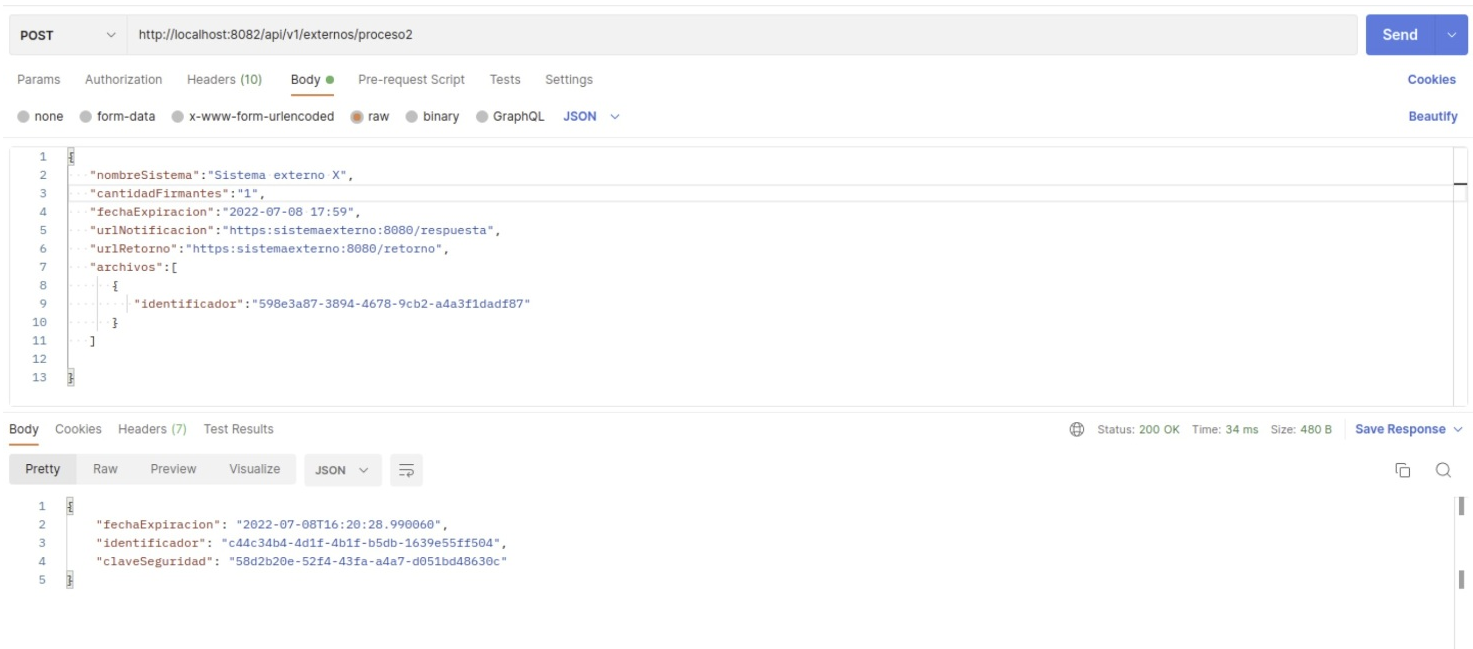 POST http://localhost:8082/api/v1/externos/proceso2 Send
Params Authorization Headers (10) Body Pre-request Script Tests Settings Cookies
none form-data x-www-form-urlencoded raw binary GraphQL JSON Beautify
1 {
2 "nombreSistema":"Sistema externo X",
3 "cantidadFirmantes":"1",
4 "fechaExpiracion":"2022-07-08 17:59",
5 "urlNotificacion":"https:sistemaexterno:8080/respuesta",
6 "urlRetorno":"https:sistemaexterno:8080/retorno",
7 "archivos":[
8 {
9 "identificador":"598e3a87-3894-4678-9cb2-a4a3f1dadf87"
10 }
11 ]
12
13 }
Body Cookies Headers (7) Test Results Status: 200 OK Time: 34 ms Size: 480 B Save Response
Pretty Raw Preview Visualize JSON
1 {
2 "fechaExpiracion": "2022-07-08T16:20:28.990060",
3 "identificador": "c44c34b4-4d1f-4b1f-b5db-1639e55ff504",
4 "claveSeguridad": "58d2b20e-52f4-43fa-a4a7-d051bd48630c"
5 }